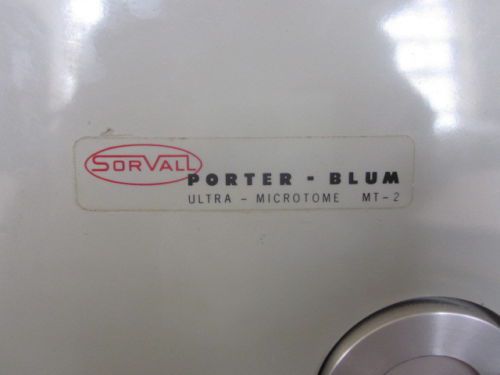 SORVALL
PORTER - BLUM
ULTRA - MICROTOME MT-2